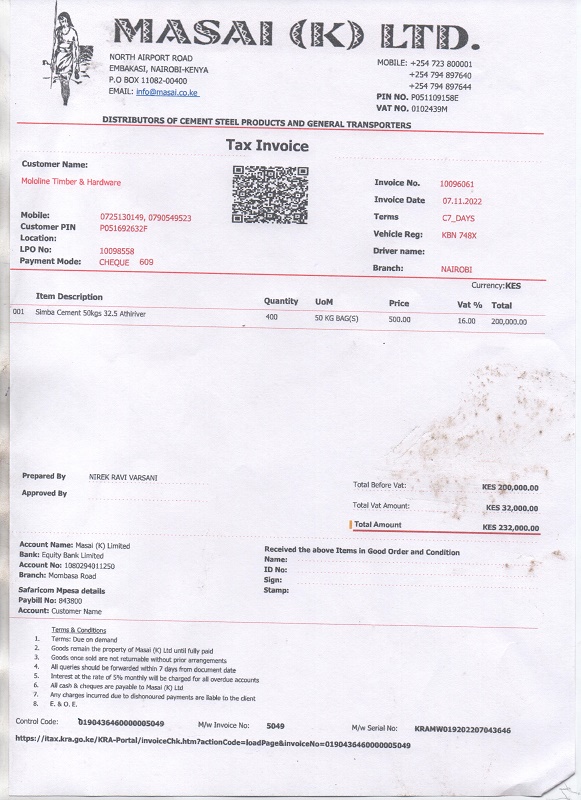 MASAI (K) LTD.
NORTH AIRPORT ROAD
EMBAKASI, NAIROBI-KENYA
P.O BOX 11082-00400
EMAIL: info@masai.co.ke
MOBILE: +254 723 800001
+254 794 897640
+254 794 897644
PIN NO. P051109158E
VAT NO. 0102439M
DISTRIBUTORS OF CEMENT STEEL PRODUCTS AND GENERAL TRANSPORTERS
Tax Invoice
Customer Name:
Mololine Timber & Hardware
Mobile: 0725130149, 0790549523
Customer PIN P051692632F
Location:
LPO No: 10098558
Payment Mode: CHEQUE 609
Invoice No. 10096061
Invoice Date 07.11.2022
Terms C7_DAYS
Vehicle Reg: KBN 748X
Driver name:
Branch: NAIROBI
Currency:KES
Item Description Quantity UoM Price Vat % Total
001 Simba Cement 50kgs 32.5 Athiriver 400 50 KG BAG(S) 500.00 16.00 200,000.00
Prepared By NIREK RAVI VARSANI
Approved By
Total Before Vat: KES 200,000.00
Total Vat Amount: KES 32,000.00
Total Amount KES 232,000.00
Account Name: Masai (K) Limited
Bank: Equity Bank Limited
Account No: 1080294011250
Branch: Mombasa Road
Safaricom Mpesa details
Paybill No: 843800
Account: Customer Name
Received the above Items in Good Order and Condition
Name:
ID No:
Sign:
Stamp:
Terms & Conditions
1. Terms: Due on demand
2. Goods remain the property of Masai (K) Ltd until fully paid
3. Goods once sold are not returnable without prior arrangements
4. All queries should be forwarded within 7 days from document date
5. Interest at the rate of 5% monthly will be charged for all overdue accounts
6. All cash & cheques are payable to Masai (K) Ltd
7. Any charges incurred due to dishonoured payments are liable to the client
8. E. & O. E.
Control Code: 0190436460000005049 M/w Invoice No: 5049 M/w Serial No: KRAMW019202207043646
https://itax.kra.go.ke/KRA-Portal/invoiceChk.htm?actionCode=loadPage&invoiceNo=0190436460000005049